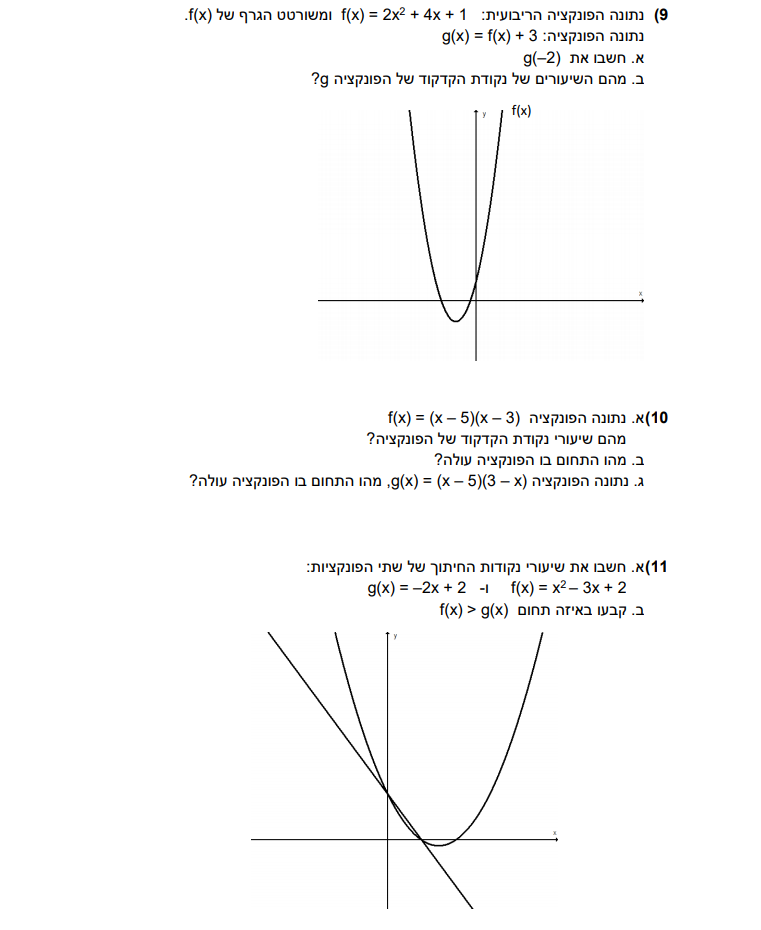 9) נתונה הפונקציה הריבועית: f(x) = 2x² + 4x + 1 ומשורטט הגרף של f(x).
נתונה הפונקציה: g(x) = f(x) + 3
א. חשבו את g(–2)
ב. מהם השיעורים של נקודת הקדקוד של הפונקציה g?
f(x)
y
x
10)א. נתונה הפונקציה f(x) = (x – 5)(x – 3)
מהם שיעורי נקודת הקדקוד של הפונקציה?
ב. מהו התחום בו הפונקציה עולה?
ג. נתונה הפונקציה g(x) = (x – 5)(3 – x), מהו התחום בו הפונקציה עולה?
11)א. חשבו את שיעורי נקודות החיתוך של שתי הפונקציות:
f(x) = x² – 3x + 2 ו- g(x) = –2x + 2
ב. קבעו באיזה תחום f(x) > g(x)
y
x